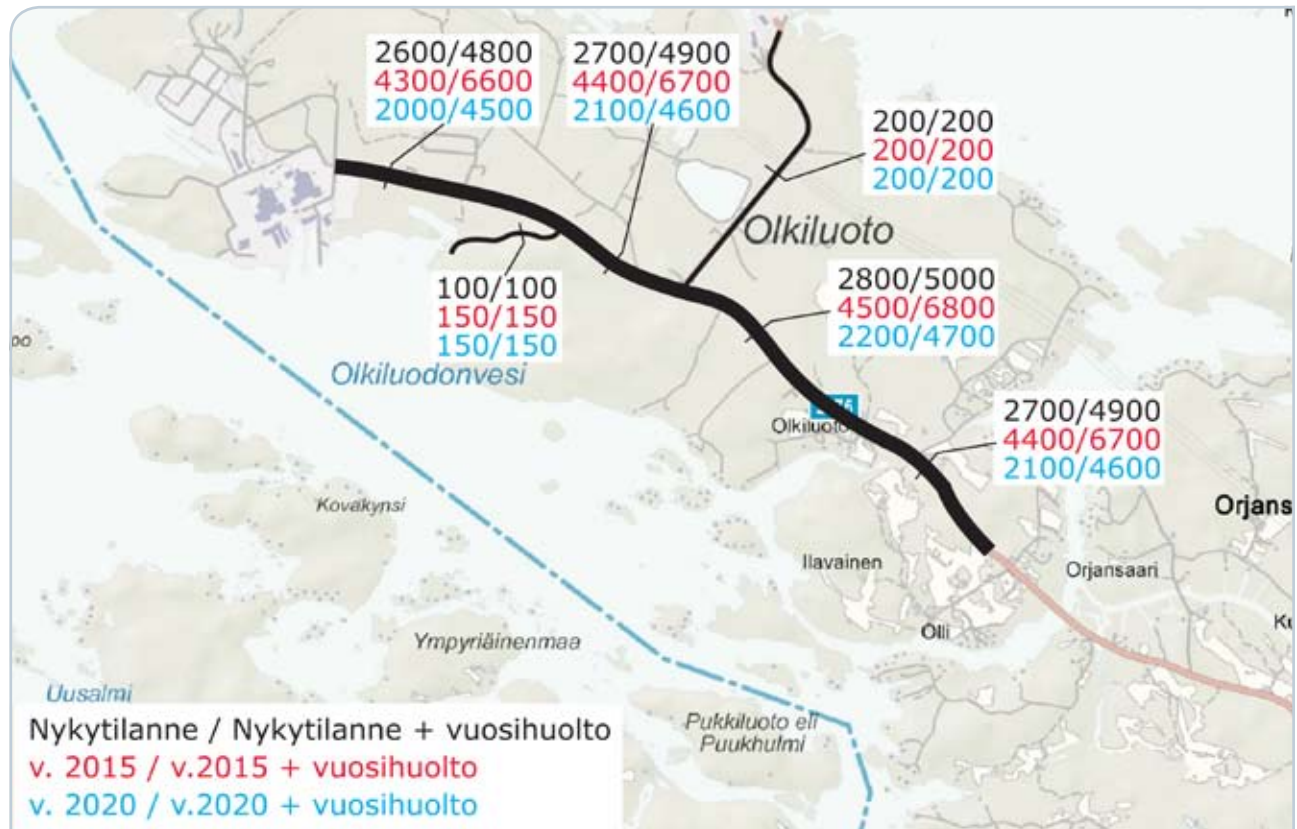 2600/4800
4300/6600
2000/4500
2700/4900
4400/6700
2100/4600
200/200
200/200
200/200
Olkiluoto
100/100
150/150
150/150
2800/5000
4500/6800
2200/4700
Olkiluodonvesi
Olkiluoto
2700/4900
4400/6700
2100/4600
Kovakynsi
Orjans
Ilavainen
Orjansaari
Olli
Ympyriäinenmaa
Uusalmi
Pukkiluoto eli
Puukhulmi
Nykytilanne / Nykytilanne + vuosihuolto
v. 2015 / v.2015 + vuosihuolto
v. 2020 / v.2020 + vuosihuolto